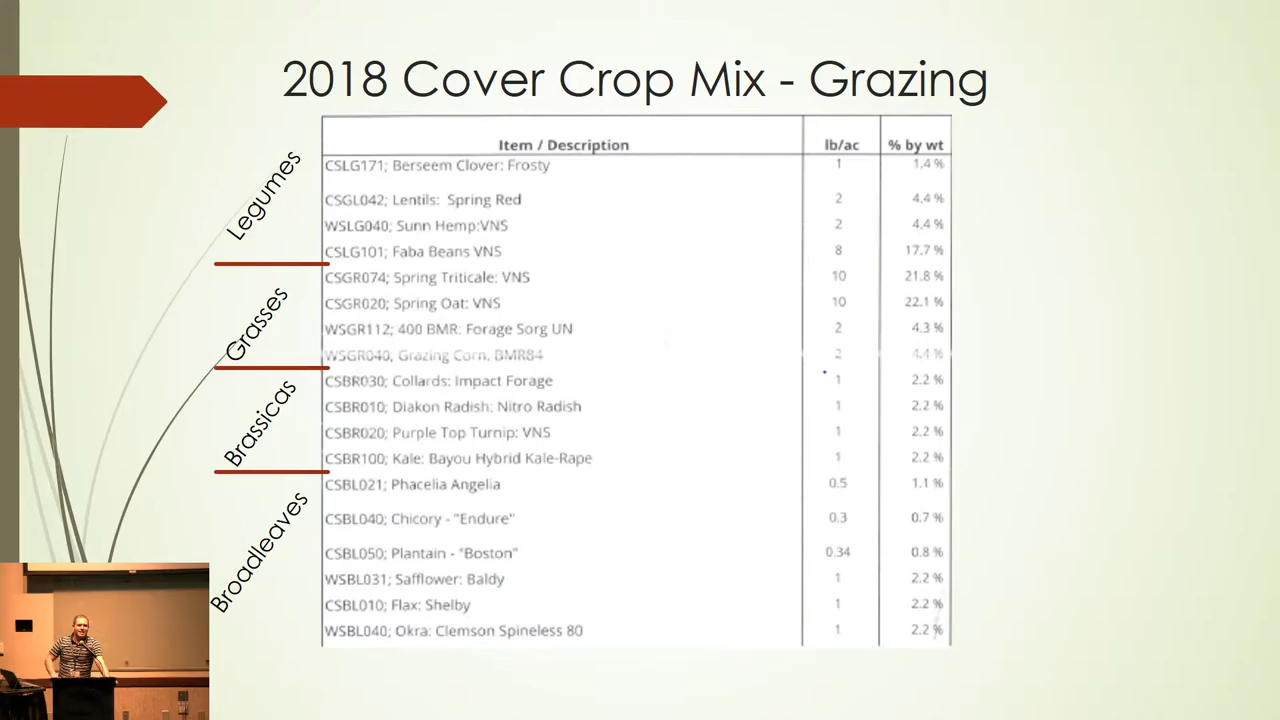 2018 Cover Crop Mix - Grazing
Item / Description lb/ac % by wt
Legumes
CSLG171; Berseem Clover: Frosty 1 1.4 %
CSGL042; Lentils: Spring Red 2 4.4 %
WSLG040; Sunn Hemp:VNS 2 4.4 %
CSLG101; Faba Beans VNS 8 17.7 %
Grasses
CSGR074; Spring Triticale: VNS 10 21.8 %
CSGR020; Spring Oat: VNS 10 22.1 %
WSGR112; 400 BMR: Forage Sorg UN 2 4.3 %
WSGR040, Grazing Corn, BMR84 2 4.4 %
Brassicas
CSBR030; Collards: Impact Forage 1 2.2 %
CSBR010; Diakon Radish: Nitro Radish 1 2.2 %
CSBR020; Purple Top Turnip: VNS 1 2.2 %
CSBR100; Kale: Bayou Hybrid Kale-Rape 1 2.2 %
Broadleaves
CSBL021; Phacelia Angelia 0.5 1.1 %
CSBL040; Chicory - "Endure" 0.3 0.7 %
CSBL050; Plantain - "Boston" 0.34 0.8 %
WSBL031; Safflower: Baldy 1 2.2 %
CSBL010; Flax: Shelby 1 2.2 %
WSBL040; Okra: Clemson Spineless 80 1 2.2 %